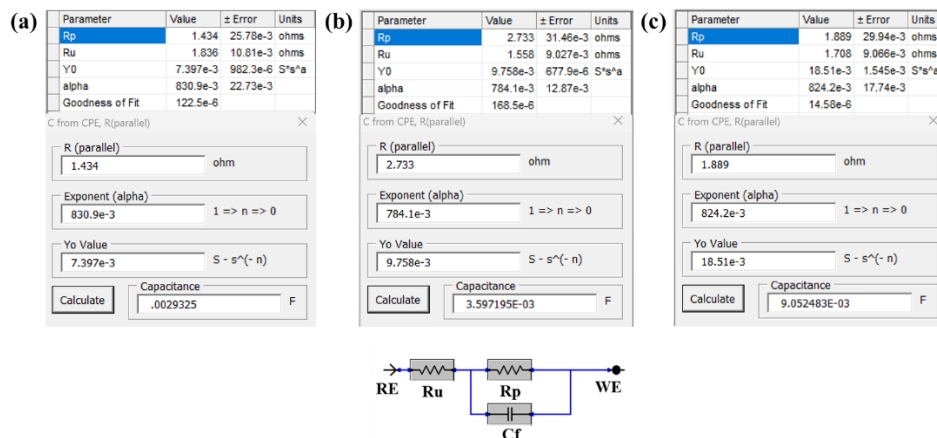 (a)
Parameter Value ± Error Units
Rp 1.434 25.78e-3 ohms
Ru 1.836 10.81e-3 ohms
Y0 7.397e-3 982.3e-6 S*s^a
alpha 830.9e-3 22.73e-3
Goodness of Fit 122.5e-6
C from CPE, R(parallel)
R (parallel)
1.434 ohm
Exponent (alpha)
830.9e-3 1 => n => 0
Yo Value
7.397e-3 S - s^(- n)
Capacitance
Calculate .0029325 F
(b)
Parameter Value ± Error Units
Rp 2.733 31.46e-3 ohms
Ru 1.558 9.027e-3 ohms
Y0 9.758e-3 677.9e-6 S*s^a
alpha 784.1e-3 12.87e-3
Goodness of Fit 168.5e-6
C from CPE, R(parallel)
R (parallel)
2.733 ohm
Exponent (alpha)
784.1e-3 1 => n => 0
Yo Value
9.758e-3 S - s^(- n)
Capacitance
Calculate 3.597195E-03 F
(c)
Parameter Value ± Error Units
Rp 1.889 29.94e-3 ohms
Ru 1.708 9.066e-3 ohms
Y0 18.51e-3 1.545e-3 S*s^a
alpha 824.2e-3 17.74e-3
Goodness of Fit 14.58e-6
C from CPE, R(parallel)
R (parallel)
1.889 ohm
Exponent (alpha)
824.2e-3 1 => n => 0
Yo Value
18.51e-3 S - s^(- n)
Capacitance
Calculate 9.052483E-03 F
RE Ru Rp WE
Cf